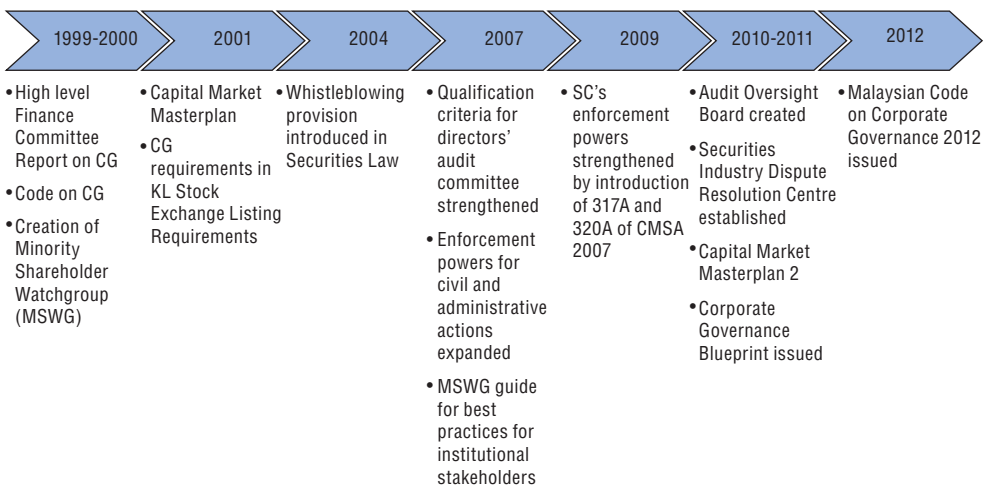 1999-2000
2001
2004
2007
2009
2010-2011
2012
•High level
Finance
Committee
Report on CG
•Code on CG
•Creation of
Minority
Shareholder
Watchgroup
(MSWG)
•Capital Market
Masterplan
•CG
requirements in
KL Stock
Exchange Listing
Requirements
•Whistleblowing
provision
introduced in
Securities Law
•Qualification
criteria for
directors’
audit
committee
strengthened
•Enforcement
powers for
civil and
administrative
actions
expanded
•MSWG guide
for best
practices for
institutional
stakeholders
•SC’s
enforcement
powers
strengthened
by introduction
of 317A and
320A of CMSA
2007
•Audit Oversight
Board created
•Securities
Industry Dispute
Resolution Centre
established
•Capital Market
Masterplan 2
•Corporate
Governance
Blueprint issued
•Malaysian Code
on Corporate
Governance 2012
issued